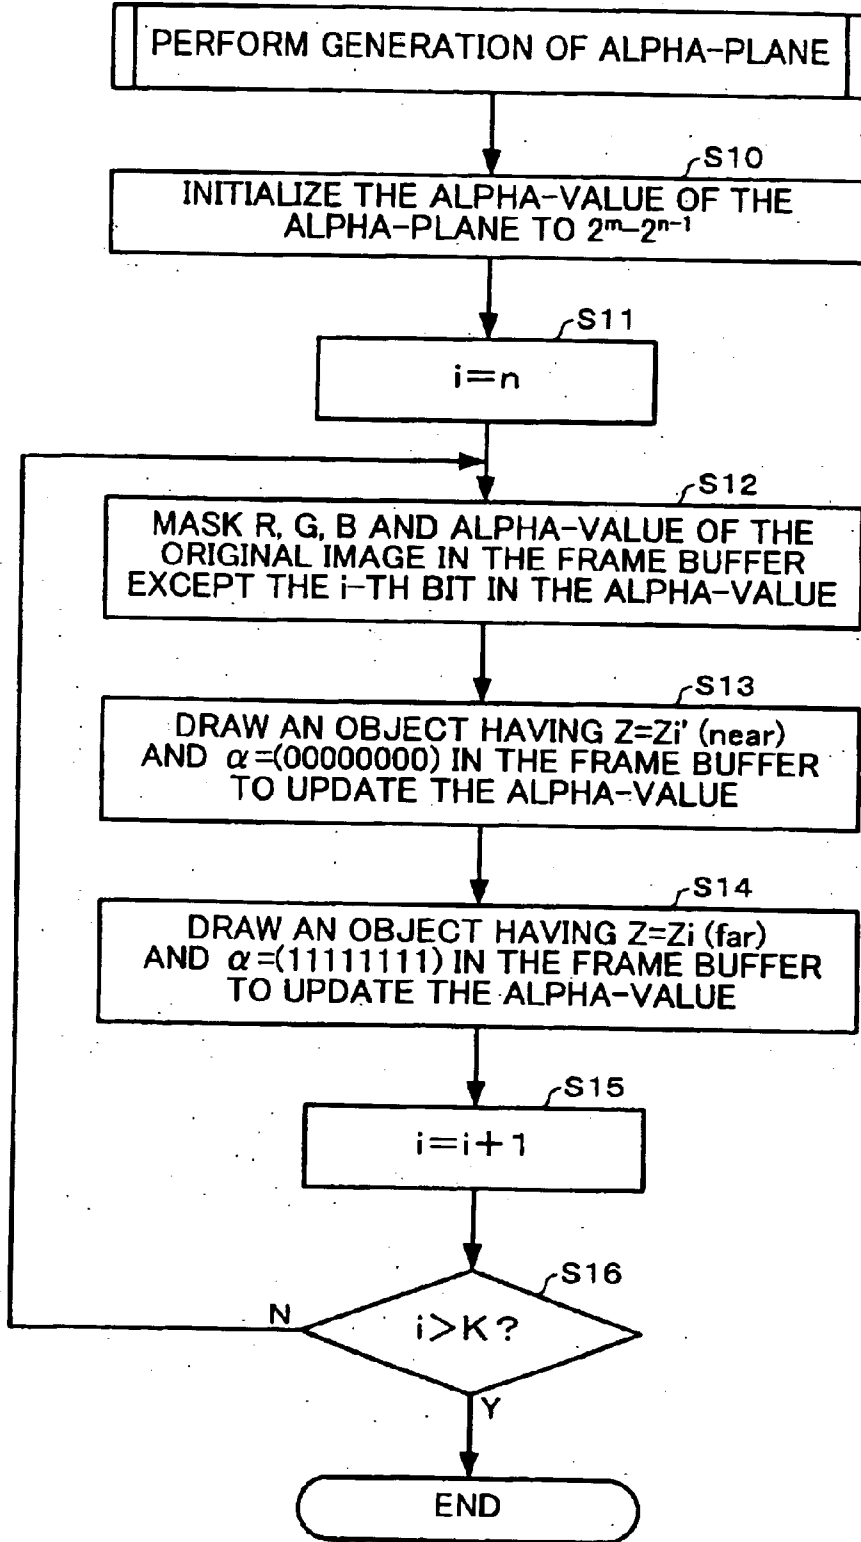 PERFORM GENERATION OF ALPHA-PLANE
S10
INITIALIZE THE ALPHA-VALUE OF THE
ALPHA-PLANE TO 2ᵐ-2ⁿ⁻¹
S11
i=n
S12
MASK R, G, B AND ALPHA-VALUE OF THE
ORIGINAL IMAGE IN THE FRAME BUFFER
EXCEPT THE i-TH BIT IN THE ALPHA-VALUE
S13
DRAW AN OBJECT HAVING Z=Zi' (near)
AND α=(00000000) IN THE FRAME BUFFER
TO UPDATE THE ALPHA-VALUE
S14
DRAW AN OBJECT HAVING Z=Zi (far)
AND α=(11111111) IN THE FRAME BUFFER
TO UPDATE THE ALPHA-VALUE
S15
i=i+1
S16
i>K?
N
Y
END